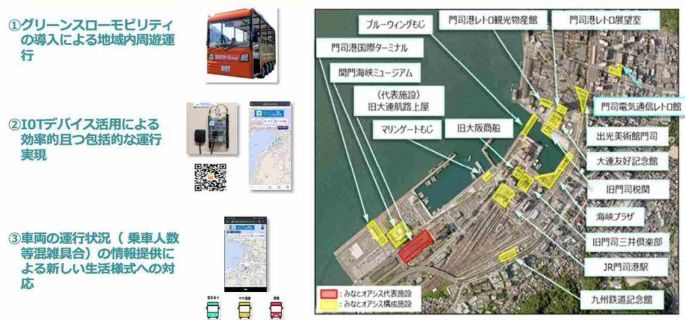 ①グリーンスローモビリティ
の導入による地域内周遊運
行
②IOTデバイス活用による
効率的且つ包括的な運行
実現
③車両の運行状況（ 乗車人数
等混雑具合）の情報提供に
よる新しい生活様式への対
応
ブルーウィングもじ
門司港レトロ観光物産館
門司港レトロ展望室
門司港国際ターミナル
関門海峡ミュージアム
（代表施設）
旧大連航路上屋
マリンゲートもじ
旧大阪商船
門司電気通信レトロ館
出光美術館門司
大連友好記念館
旧門司税関
海峡プラザ
旧門司三井倶楽部
JR門司港駅
九州鉄道記念館
：みなとオアシス代表施設
：みなとオアシス構成施設